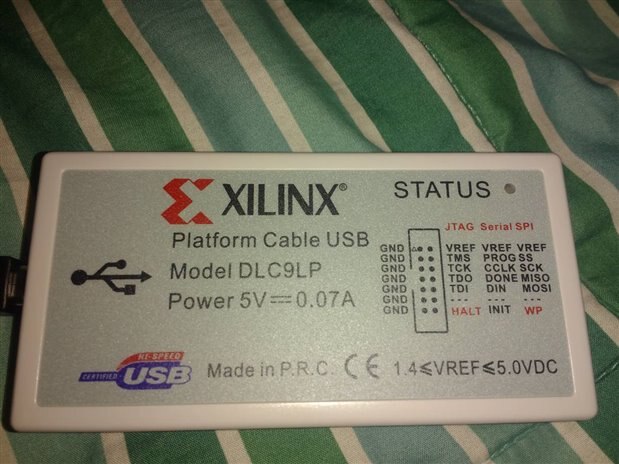 XILINX®
Platform Cable USB
Model DLC9LP
Power 5V⎓0.07A
HI-SPEED
CERTIFIED USB
Made in P.R.C. CE 1.4≤VREF≤5.0VDC
STATUS
JTAG Serial SPI
GND VREF VREF VREF
GND TMS PROG SS
GND TCK CCLK SCK
GND TDO DONE MISO
GND TDI DIN MOSI
GND --- --- ---
GND HALT INIT WP